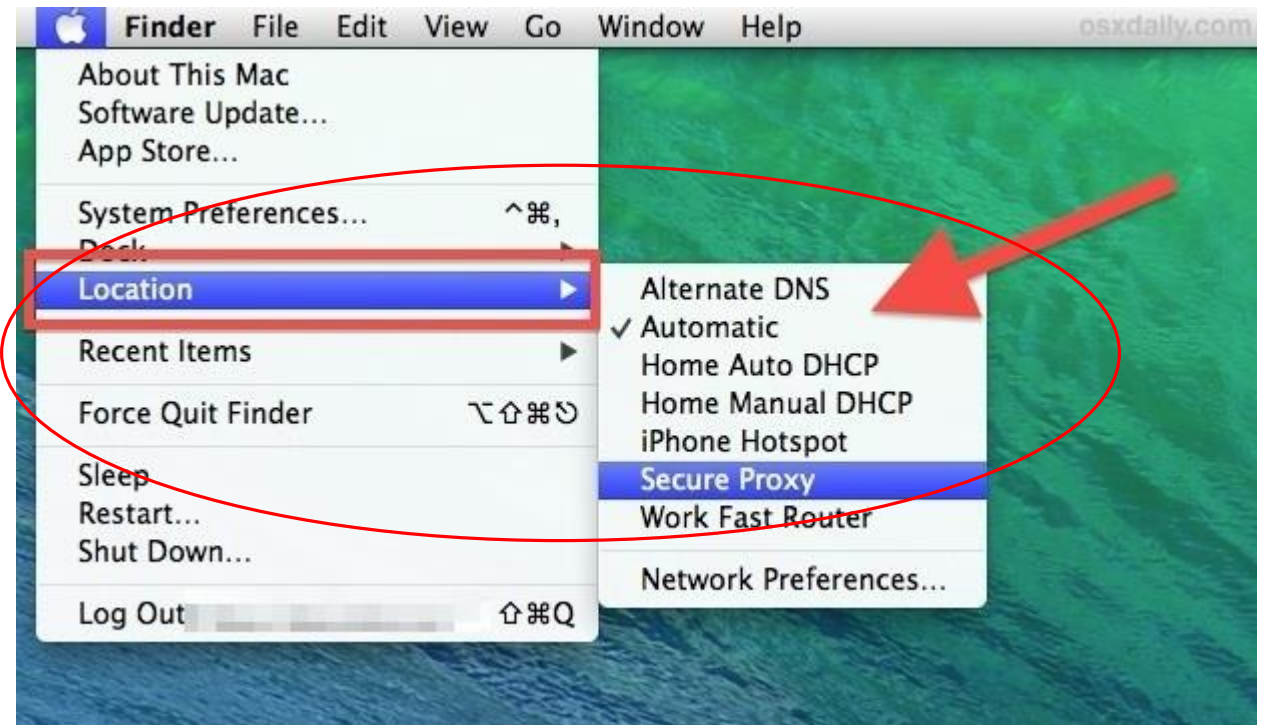 Finder File Edit View Go Window Help osxdaily.com
About This Mac
Software Update...
App Store...
System Preferences... ^⌘,
Dock
Location
Recent Items
Force Quit Finder ⌥⇧⌘⎋
Sleep
Restart...
Shut Down...
Log Out ⇧⌘Q
Alternate DNS
✓ Automatic
Home Auto DHCP
Home Manual DHCP
iPhone Hotspot
Secure Proxy
Work Fast Router
Network Preferences...